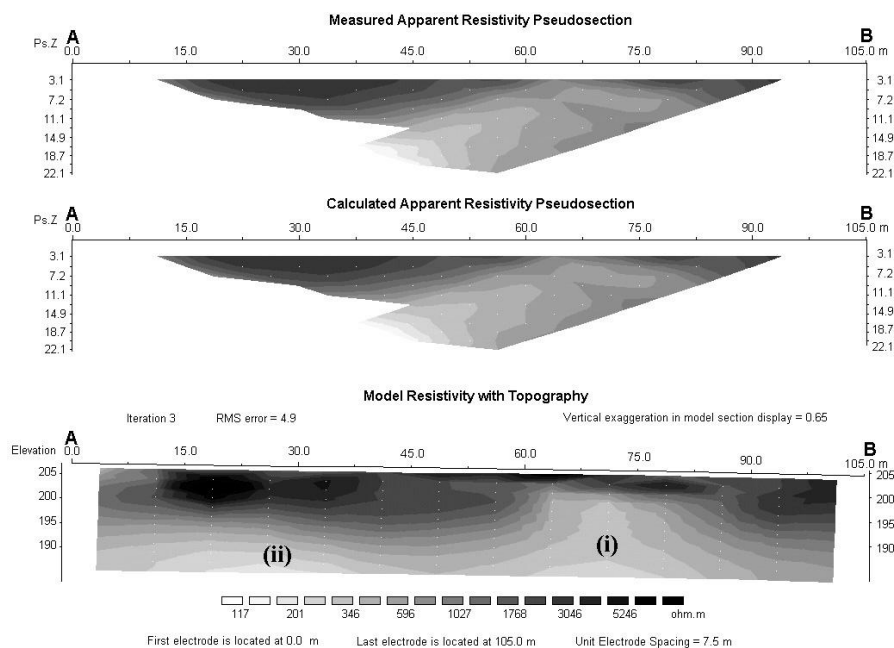 Measured Apparent Resistivity Pseudosection
Ps.Z A B
0.0 15.0 30.0 45.0 60.0 75.0 90.0 105.0 m
3.1 3.1
7.2 7.2
11.1 11.1
14.9 14.9
18.7 18.7
22.1 22.1
Calculated Apparent Resistivity Pseudosection
Ps.Z A B
0.0 15.0 30.0 45.0 60.0 75.0 90.0 105.0 m
3.1 3.1
7.2 7.2
11.1 11.1
14.9 14.9
18.7 18.7
22.1 22.1
Model Resistivity with Topography
Iteration 3 RMS error = 4.9 Vertical exaggeration in model section display = 0.65
A B
Elevation 0.0 15.0 30.0 45.0 60.0 75.0 90.0 105.0 m
205 205
200 200
195 195
190 190
(ii) (i)
117 201 346 596 1027 1768 3046 5246 ohm.m
First electrode is located at 0.0 m Last electrode is located at 105.0 m Unit Electrode Spacing = 7.5 m